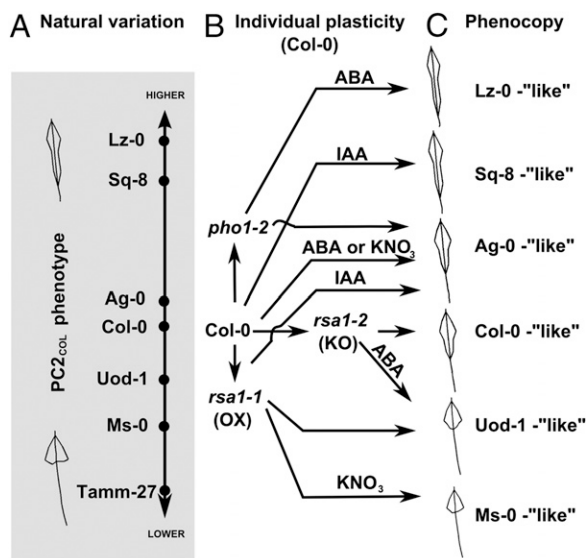 A Natural variation
HIGHER
Lz-0
Sq-8
Ag-0
Col-0
Uod-1
Ms-0
Tamm-27
LOWER
PC2COL phenotype
B Individual plasticity
(Col-0)
ABA
IAA
pho1-2
ABA or KNO3
IAA
Col-0
rsa1-2
(KO)
ABA
rsa1-1
(OX)
KNO3
C Phenocopy
Lz-0 -"like"
Sq-8 -"like"
Ag-0 -"like"
Col-0 -"like"
Uod-1 -"like"
Ms-0 -"like"